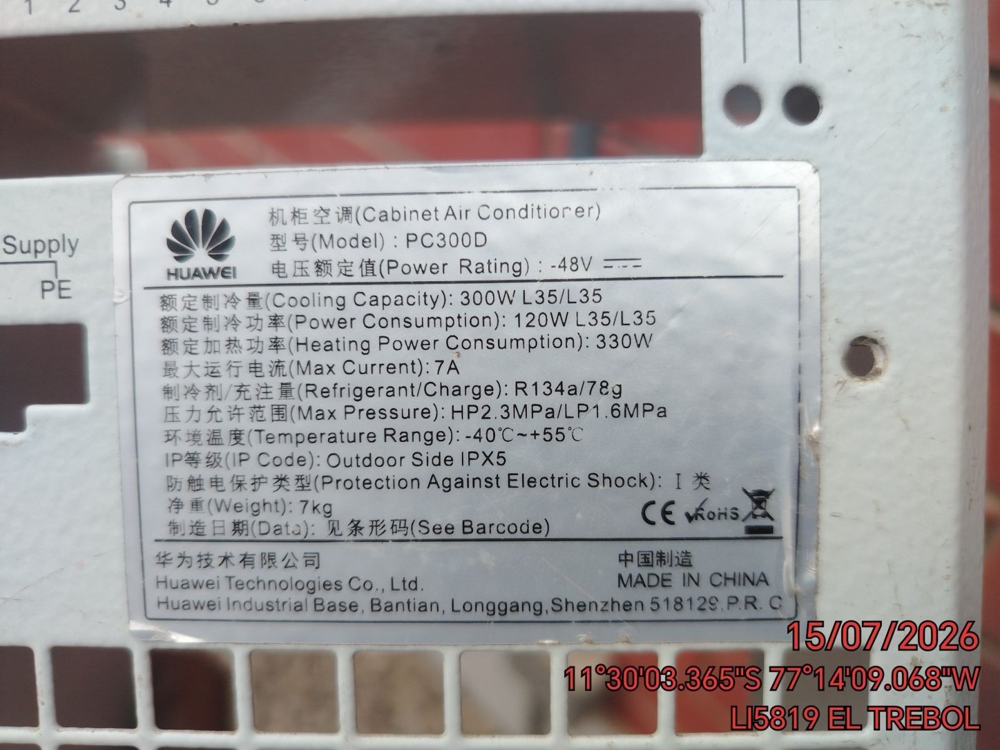 1 2 3 4 5 6
Supply
PE
HUAWEI
机柜空调(Cabinet Air Conditioner)
型号(Model) : PC300D
电压额定值(Power Rating) : -48V
额定制冷量(Cooling Capacity): 300W L35/L35
额定制冷功率(Power Consumption): 120W L35/L35
额定加热功率(Heating Power Consumption): 330W
最大运行电流(Max Current): 7A
制冷剂/充注量(Refrigerant/Charge): R134a/78g
压力允许范围(Max Pressure): HP2.3MPa/LP1.6MPa
环境温度(Temperature Range): -40℃~+55℃
IP等级(IP Code): Outdoor Side IPX5
防触电保护类型(Protection Against Electric Shock): I 类
净重(Weight): 7kg
制造日期(Data): 见条形码(See Barcode)
CE RoHS
华为技术有限公司
Huawei Technologies Co., Ltd.
中国制造
MADE IN CHINA
Huawei Industrial Base, Bantian, Longgang, Shenzhen 518129, P.R. C
15/07/2026
11°30'03.365"S 77°14'09.068"W
LI5819 EL TREBOL